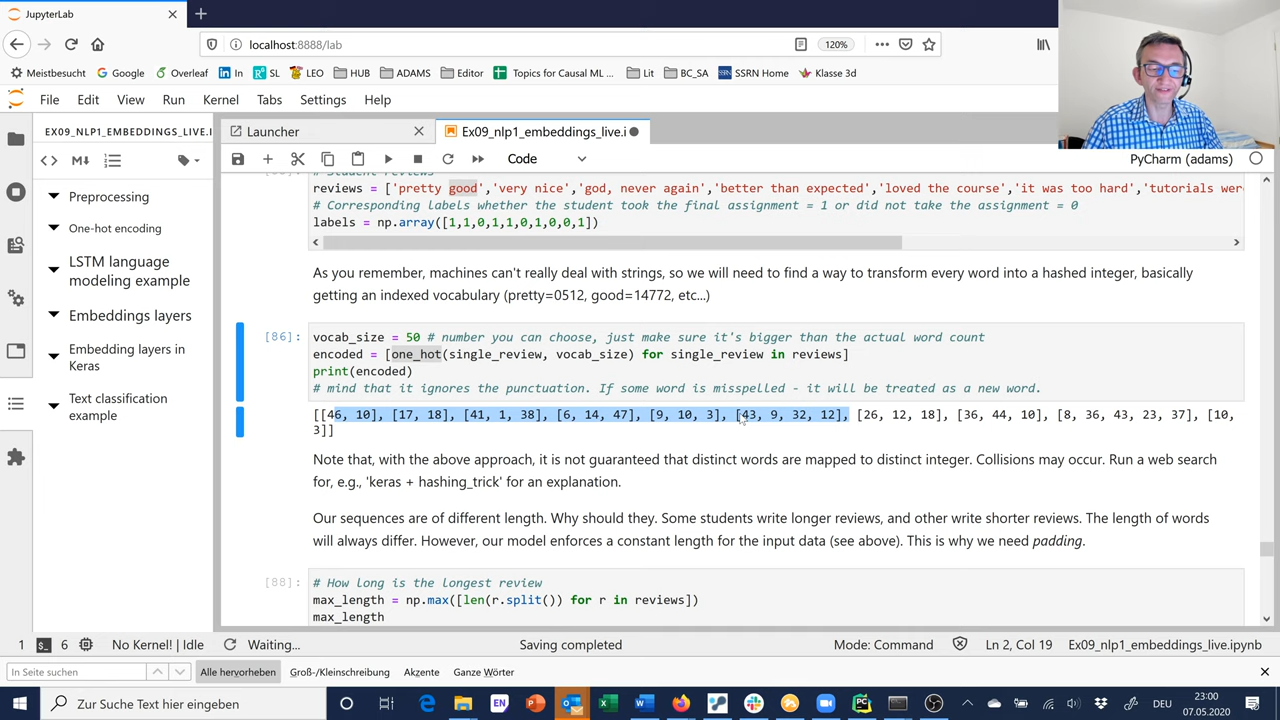 JupyterLab
localhost:8888/lab
120%
Meistbesucht
Google
Overleaf
In
SL
LEO
HUB
ADAMS
Editor
Topics for Causal ML ...
Lit
BC_SA
SSRN Home
Klasse 3d
File Edit View Run Kernel Tabs Settings Help
EX09_NLP1_EMBEDDINGS_LIVE.I
Launcher
Ex09_nlp1_embeddings_live.i
Code
PyCharm (adams)
Preprocessing
One-hot encoding
LSTM language
modeling example
Embeddings layers
Embedding layers in
Keras
Text classification
example
# Student reviews
reviews = ['pretty good','very nice','god, never again','better than expected','loved the course','it was too hard','tutorials wer
# Corresponding labels whether the student took the final assignment = 1 or did not take the assignment = 0
labels = np.array([1,1,0,1,1,0,1,0,0,1])
As you remember, machines can't really deal with strings, so we will need to find a way to transform every word into a hashed integer, basically
getting an indexed vocabulary (pretty=0512, good=14772, etc...)
[86]:
vocab_size = 50 # number you can choose, just make sure it's bigger than the actual word count
encoded = [one_hot(single_review, vocab_size) for single_review in reviews]
print(encoded)
# mind that it ignores the punctuation. If some word is misspelled - it will be treated as a new word.
[[46, 10], [17, 18], [41, 1, 38], [6, 14, 47], [9, 10, 3], [43, 9, 32, 12], [26, 12, 18], [36, 44, 10], [8, 36, 43, 23, 37], [10,
3]]
Note that, with the above approach, it is not guaranteed that distinct words are mapped to distinct integer. Collisions may occur. Run a web search
for, e.g., 'keras + hashing_trick' for an explanation.
Our sequences are of different length. Why should they. Some students write longer reviews, and other write shorter reviews. The length of words
will always differ. However, our model enforces a constant length for the input data (see above). This is why we need padding.
[88]:
# How long is the longest review
max_length = np.max([len(r.split()) for r in reviews])
max_length
1
6
No Kernel! | Idle
Waiting...
Saving completed
Mode: Command
Ln 2, Col 19
Ex09_nlp1_embeddings_live.ipynb
In Seite suchen
Alle hervorheben
Groß-/Kleinschreibung
Akzente
Ganze Wörter
Zur Suche Text hier eingeben
EN
DEU
23:00
07.05.2020